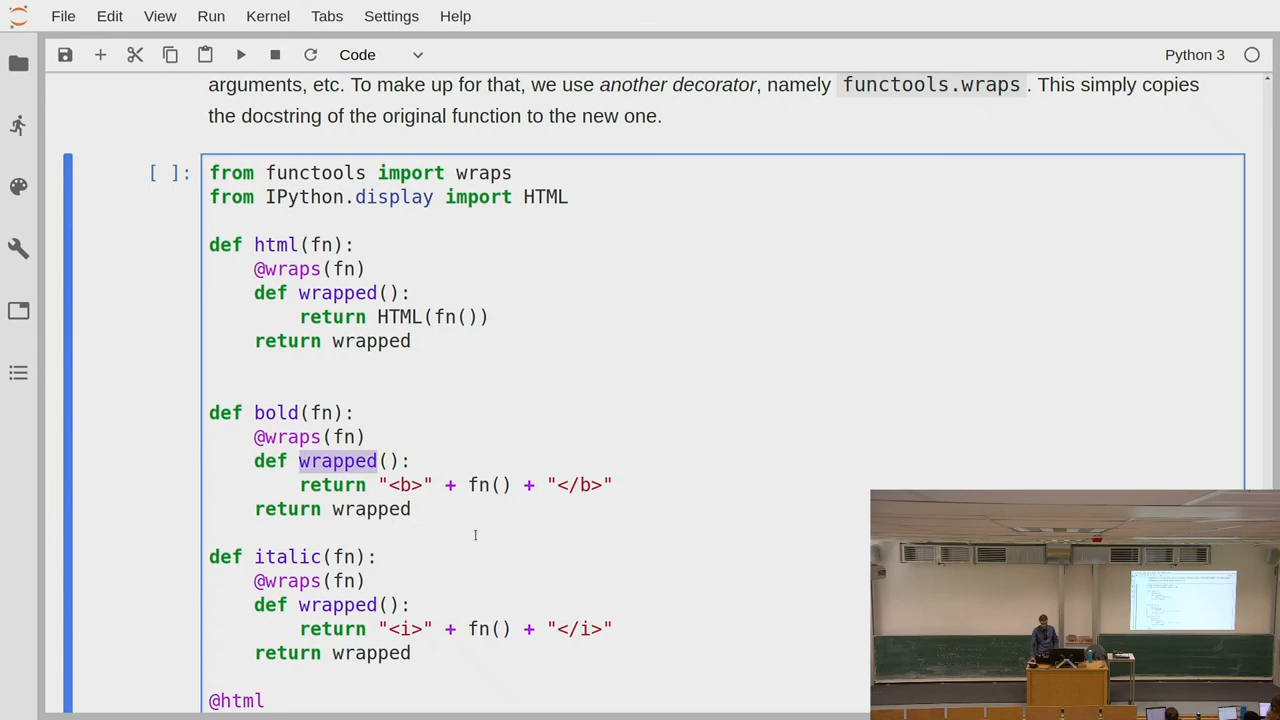 File Edit View Run Kernel Tabs Settings Help
Code
Python 3
arguments, etc. To make up for that, we use another decorator, namely functools.wraps . This simply copies
the docstring of the original function to the new one.
[ ]:
from functools import wraps
from IPython.display import HTML
def html(fn):
    @wraps(fn)
    def wrapped():
        return HTML(fn())
    return wrapped
def bold(fn):
    @wraps(fn)
    def wrapped():
        return "<b>" + fn() + "</b>"
    return wrapped
def italic(fn):
    @wraps(fn)
    def wrapped():
        return "<i>" + fn() + "</i>"
    return wrapped
@html